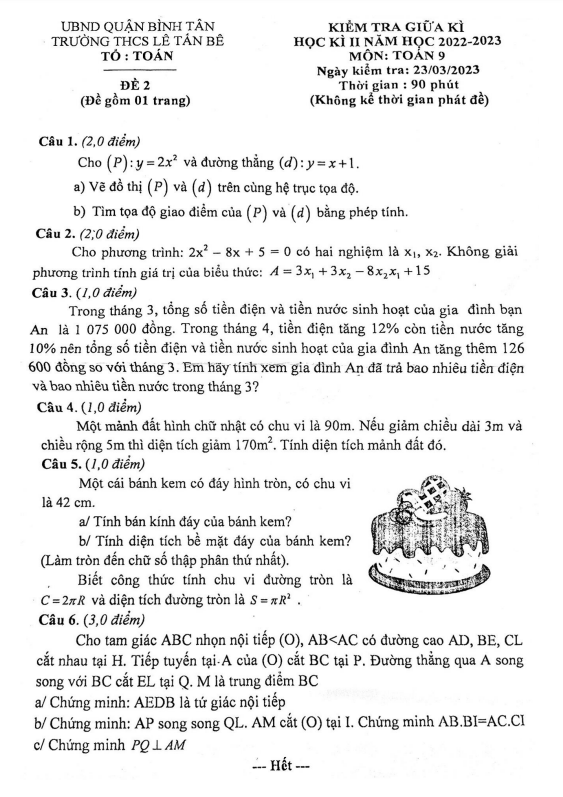 UBND QUẬN BÌNH TÂN
TRƯỜNG THCS LÊ TẤN BÊ
TỔ : TOÁN
ĐỀ 2
(Đề gồm 01 trang)
KIỂM TRA GIỮA KÌ
HỌC KÌ II NĂM HỌC 2022-2023
MÔN: TOÁN 9
Ngày kiểm tra: 23/03/2023
Thời gian : 90 phút
(Không kể thời gian phát đề)
Câu 1. (2,0 điểm)
Cho (P): y = 2x² và đường thẳng (d): y = x+1.
a) Vẽ đồ thị (P) và (d) trên cùng hệ trục tọa độ.
b) Tìm tọa độ giao điểm của (P) và (d) bằng phép tính.
Câu 2. (2,0 điểm)
Cho phương trình: 2x² – 8x + 5 = 0 có hai nghiệm là x₁, x₂. Không giải
phương trình tính giá trị của biểu thức: A = 3x₁ + 3x₂ – 8x₂x₁ + 15
Câu 3. (1,0 điểm)
Trong tháng 3, tổng số tiền điện và tiền nước sinh hoạt của gia đình bạn
An là 1 075 000 đồng. Trong tháng 4, tiền điện tăng 12% còn tiền nước tăng
10% nên tổng số tiền điện và tiền nước sinh hoạt của gia đình An tăng thêm 126
600 đồng so với tháng 3. Em hãy tính xem gia đình An đã trả bao nhiêu tiền điện
và bao nhiêu tiền nước trong tháng 3?
Câu 4. (1,0 điểm)
Một mảnh đất hình chữ nhật có chu vi là 90m. Nếu giảm chiều dài 3m và
chiều rộng 5m thì diện tích giảm 170m². Tính diện tích mảnh đất đó.
Câu 5. (1,0 điểm)
Một cái bánh kem có đáy hình tròn, có chu vi
là 42 cm.
a/ Tính bán kính đáy của bánh kem?
b/ Tính diện tích bề mặt đáy của bánh kem?
(Làm tròn đến chữ số thập phân thứ nhất).
Biết công thức tính chu vi đường tròn là
C = 2πR và diện tích đường tròn là S = πR² .
Câu 6. (3,0 điểm)
Cho tam giác ABC nhọn nội tiếp (O), AB<AC có đường cao AD, BE, CL
cắt nhau tại H. Tiếp tuyến tại A của (O) cắt BC tại P. Đường thẳng qua A song
song với BC cắt EL tại Q. M là trung điểm BC
a/ Chứng minh: AEDB là tứ giác nội tiếp
b/ Chứng minh: AP song song QL. AM cắt (O) tại I. Chứng minh AB.BI=AC.CI
c/ Chứng minh PQ ⊥ AM
--- Hết ---